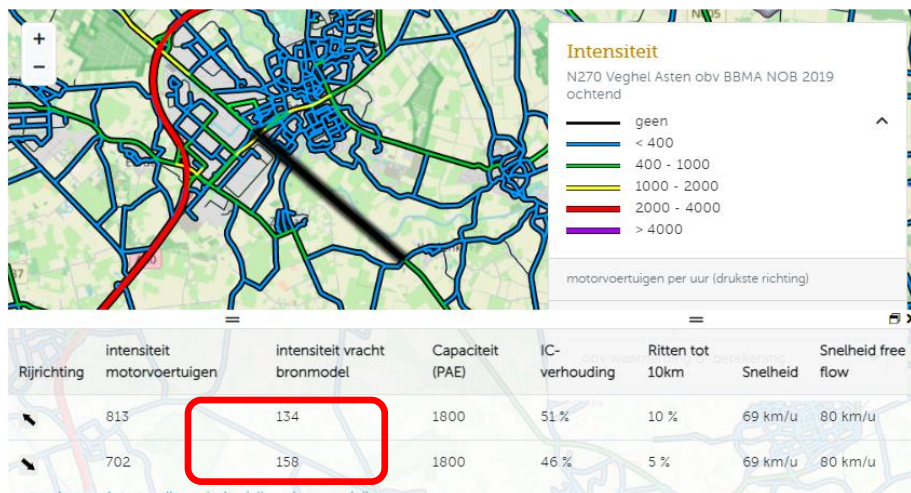 +
−
Intensiteit
N270 Veghel Asten obv BBMA NOB 2019
ochtend
geen
< 400
400 - 1000
1000 - 2000
2000 - 4000
> 4000
motorvoertuigen per uur (drukste richting)
Rijrichting intensiteit motorvoertuigen intensiteit vracht bronmodel Capaciteit (PAE) IC-verhouding Ritten tot 10km Snelheid Snelheid free flow
813 134 1800 51 % 10 % 69 km/u 80 km/u
702 158 1800 46 % 5 % 69 km/u 80 km/u